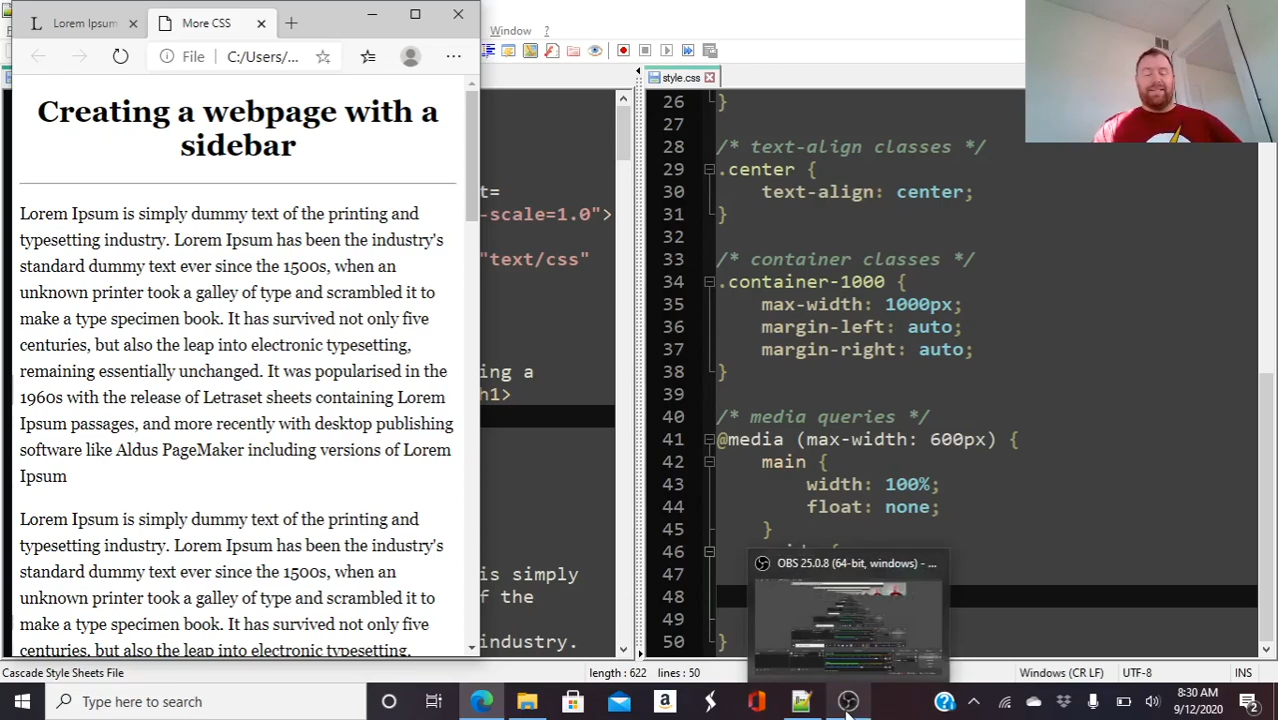 Lorem Ipsum
More CSS
Window ?
File
C:/Users/...
style.css
Creating a webpage with a
sidebar
Lorem Ipsum is simply dummy text of the printing and
typesetting industry. Lorem Ipsum has been the industry's
standard dummy text ever since the 1500s, when an
unknown printer took a galley of type and scrambled it to
make a type specimen book. It has survived not only five
centuries, but also the leap into electronic typesetting,
remaining essentially unchanged. It was popularised in the
1960s with the release of Letraset sheets containing Lorem
Ipsum passages, and more recently with desktop publishing
software like Aldus PageMaker including versions of Lorem
Ipsum
Lorem Ipsum is simply dummy text of the printing and
typesetting industry. Lorem Ipsum has been the industry's
standard dummy text ever since the 1500s, when an
unknown printer took a galley of type and scrambled it to
make a type specimen book. It has survived not only five
centuries, but also the leap into electronic typesetting,
t=
-scale=1.0">
"text/css"
ing a
h1>
is simply
f the
industry.
26 }
27
28 /* text-align classes */
29 .center {
30 text-align: center;
31 }
32
33 /* container classes */
34 .container-1000 {
35 max-width: 1000px;
36 margin-left: auto;
37 margin-right: auto;
38 }
39
40 /* media queries */
41 @media (max-width: 600px) {
42 main {
43 width: 100%;
44 float: none;
45 }
46
47
48
49
50 }
OBS 25.0.8 (64-bit, windows) - ...
Cascade Style Sheets File
length : 622 lines : 50
Windows (CR LF)
UTF-8
INS
Type here to search
8:30 AM
9/12/2020
2